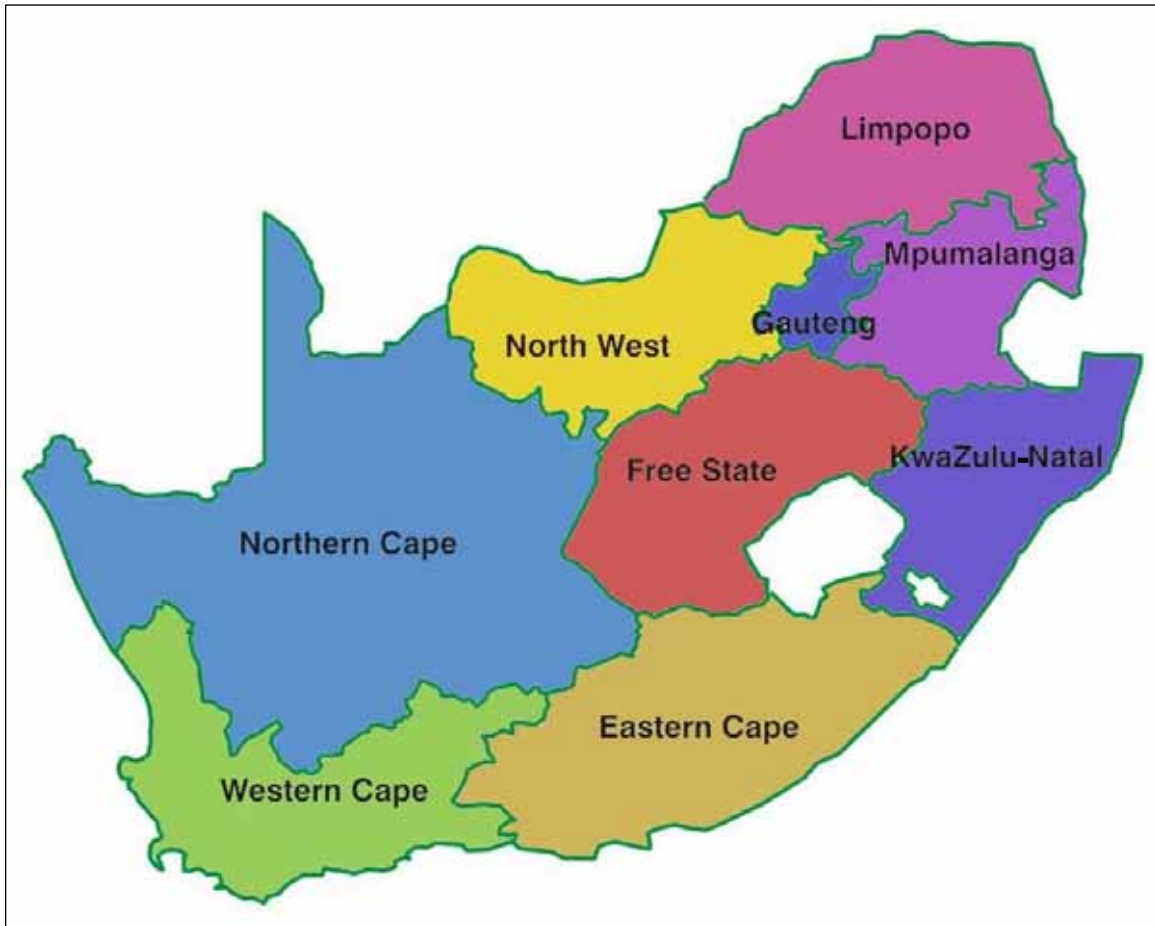 Limpopo
Mpumalanga
Gauteng
North West
KwaZulu-Natal
Free State
Northern Cape
Eastern Cape
Western Cape